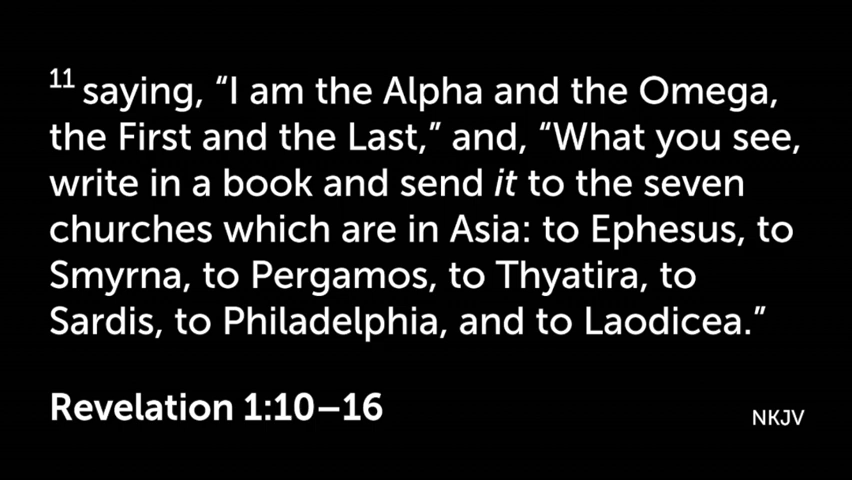 11 saying, “I am the Alpha and the Omega,
the First and the Last,” and, “What you see,
write in a book and send it to the seven
churches which are in Asia: to Ephesus, to
Smyrna, to Pergamos, to Thyatira, to
Sardis, to Philadelphia, and to Laodicea.”
Revelation 1:10–16
NKJV